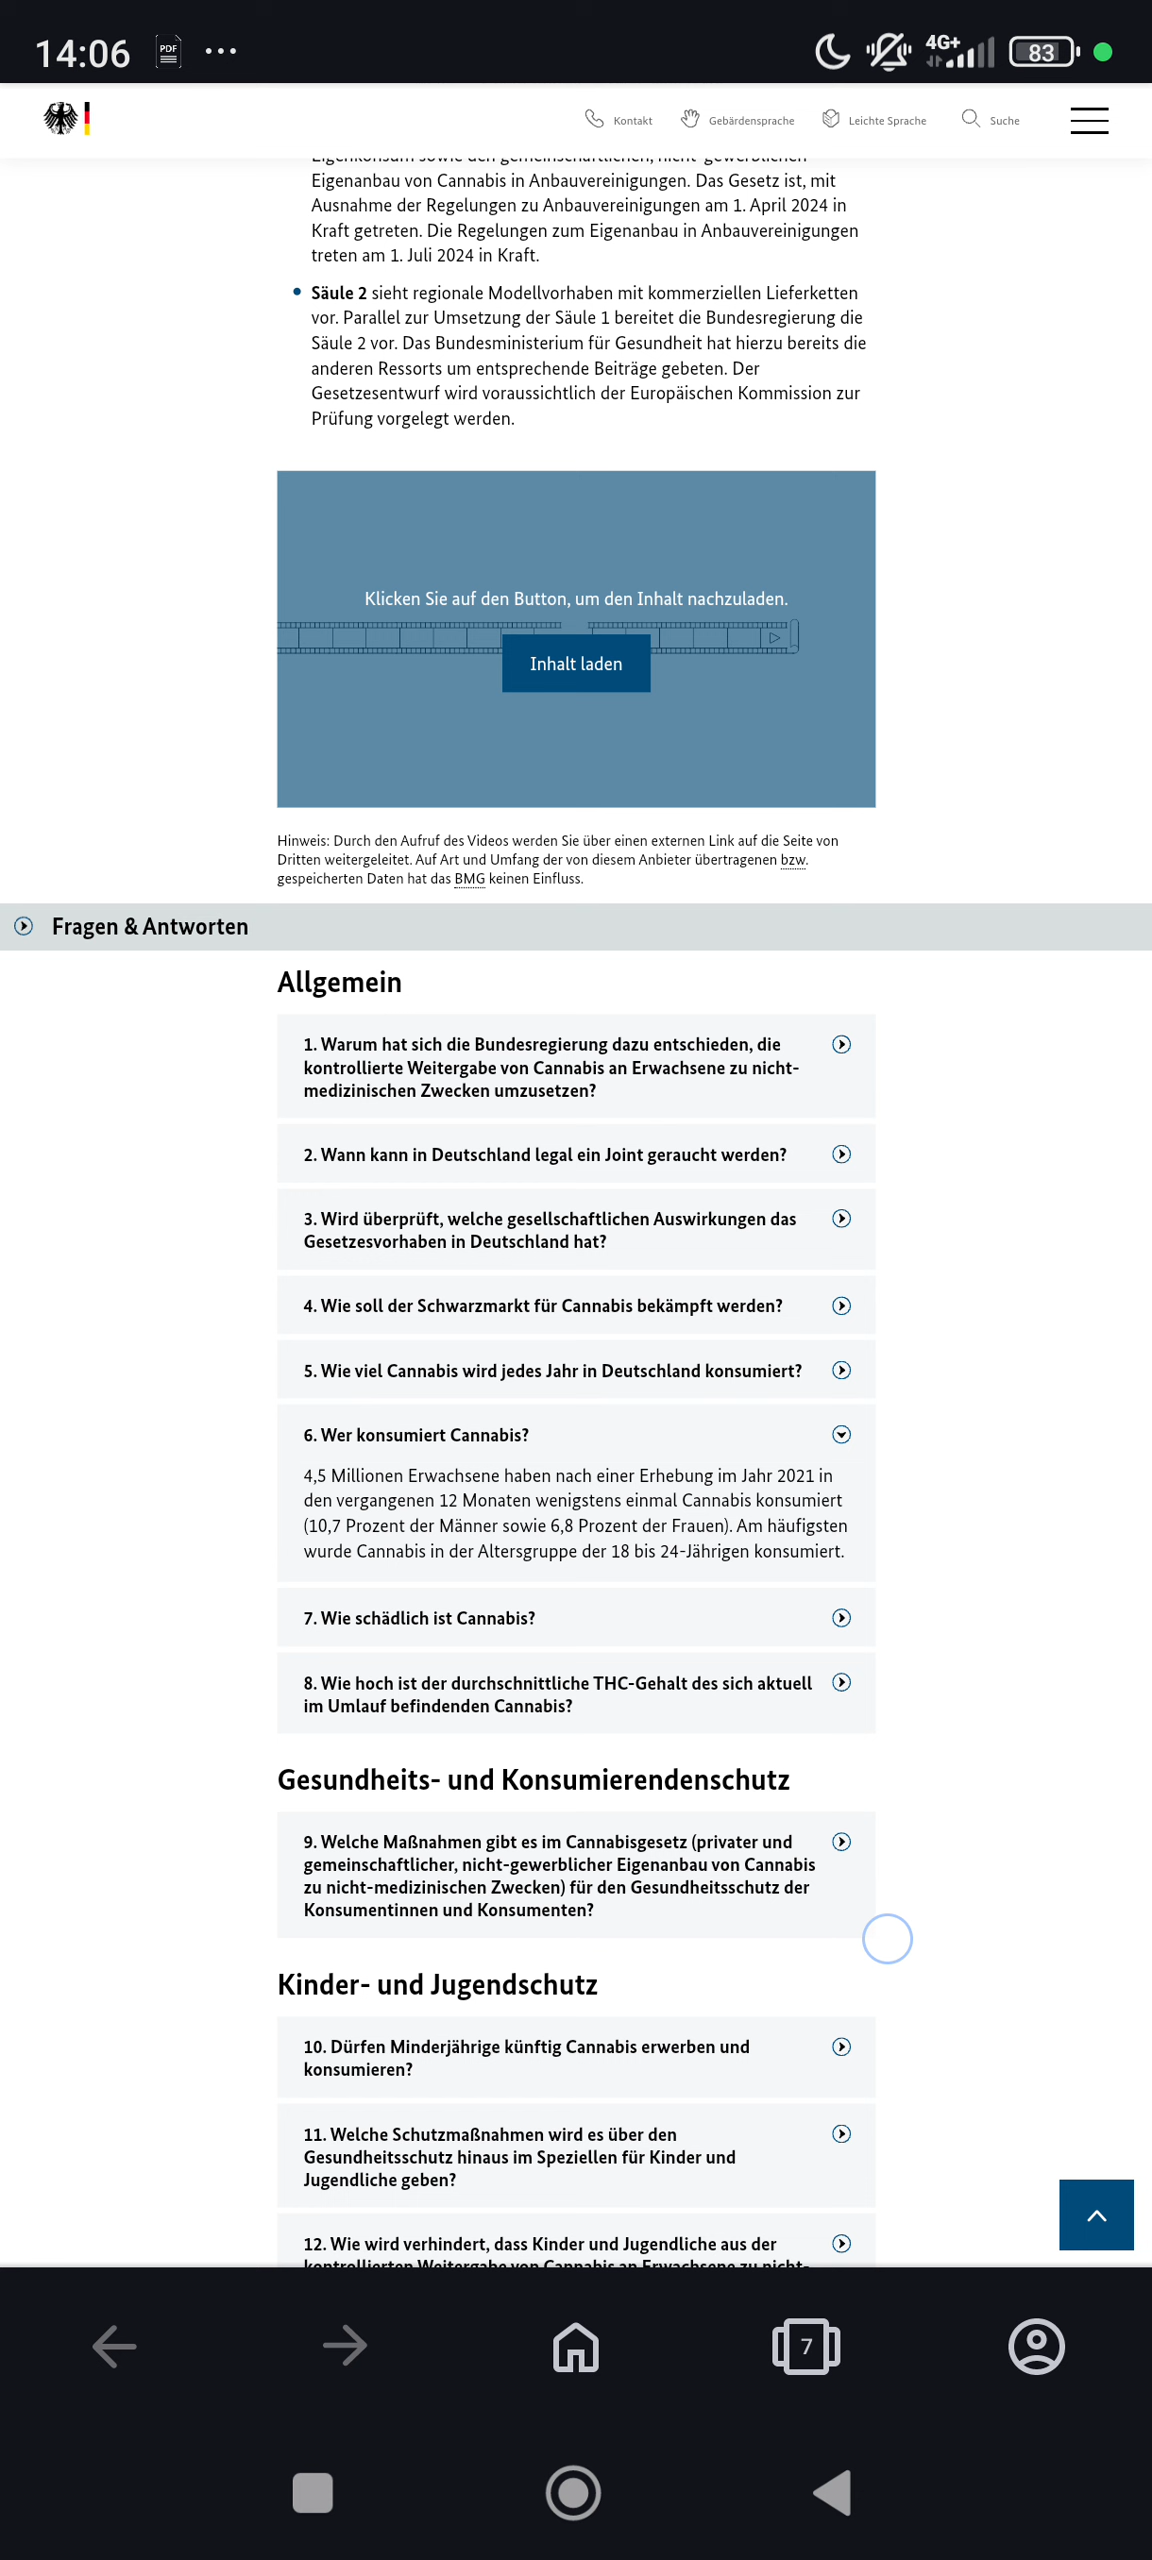 14:06
PDF
4G+
83
Kontakt
Gebärdensprache
Leichte Sprache
Suche
Eigenkonsum sowie den gemeinschaftlichen, nicht-gewerblichen
Eigenanbau von Cannabis in Anbauvereinigungen. Das Gesetz ist, mit
Ausnahme der Regelungen zu Anbauvereinigungen am 1. April 2024 in
Kraft getreten. Die Regelungen zum Eigenanbau in Anbauvereinigungen
treten am 1. Juli 2024 in Kraft.
Säule 2 sieht regionale Modellvorhaben mit kommerziellen Lieferketten
vor. Parallel zur Umsetzung der Säule 1 bereitet die Bundesregierung die
Säule 2 vor. Das Bundesministerium für Gesundheit hat hierzu bereits die
anderen Ressorts um entsprechende Beiträge gebeten. Der
Gesetzesentwurf wird voraussichtlich der Europäischen Kommission zur
Prüfung vorgelegt werden.
Klicken Sie auf den Button, um den Inhalt nachzuladen.
Inhalt laden
Hinweis: Durch den Aufruf des Videos werden Sie über einen externen Link auf die Seite von
Dritten weitergeleitet. Auf Art und Umfang der von diesem Anbieter übertragenen bzw.
gespeicherten Daten hat das BMG keinen Einfluss.
Fragen & Antworten
Allgemein
1. Warum hat sich die Bundesregierung dazu entschieden, die
kontrollierte Weitergabe von Cannabis an Erwachsene zu nicht-
medizinischen Zwecken umzusetzen?
2. Wann kann in Deutschland legal ein Joint geraucht werden?
3. Wird überprüft, welche gesellschaftlichen Auswirkungen das
Gesetzesvorhaben in Deutschland hat?
4. Wie soll der Schwarzmarkt für Cannabis bekämpft werden?
5. Wie viel Cannabis wird jedes Jahr in Deutschland konsumiert?
6. Wer konsumiert Cannabis?
4,5 Millionen Erwachsene haben nach einer Erhebung im Jahr 2021 in
den vergangenen 12 Monaten wenigstens einmal Cannabis konsumiert
(10,7 Prozent der Männer sowie 6,8 Prozent der Frauen). Am häufigsten
wurde Cannabis in der Altersgruppe der 18 bis 24-Jährigen konsumiert.
7. Wie schädlich ist Cannabis?
8. Wie hoch ist der durchschnittliche THC-Gehalt des sich aktuell
im Umlauf befindenden Cannabis?
Gesundheits- und Konsumierendenschutz
9. Welche Maßnahmen gibt es im Cannabisgesetz (privater und
gemeinschaftlicher, nicht-gewerblicher Eigenanbau von Cannabis
zu nicht-medizinischen Zwecken) für den Gesundheitsschutz der
Konsumentinnen und Konsumenten?
Kinder- und Jugendschutz
10. Dürfen Minderjährige künftig Cannabis erwerben und
konsumieren?
11. Welche Schutzmaßnahmen wird es über den
Gesundheitsschutz hinaus im Speziellen für Kinder und
Jugendliche geben?
12. Wie wird verhindert, dass Kinder und Jugendliche aus der
kontrollierten Weitergabe von Cannabis an Erwachsene zu nicht-
7